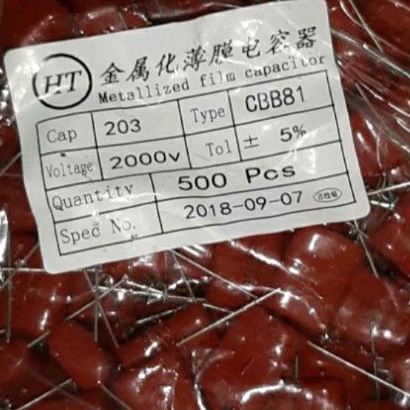 HT
金属化薄膜电容器
Metallized film capacitor
Cap 203 Type CBB81
Voltage 2000v Tol ± 5%
Quantity 500 Pcs
Spec No. 2018-09-07